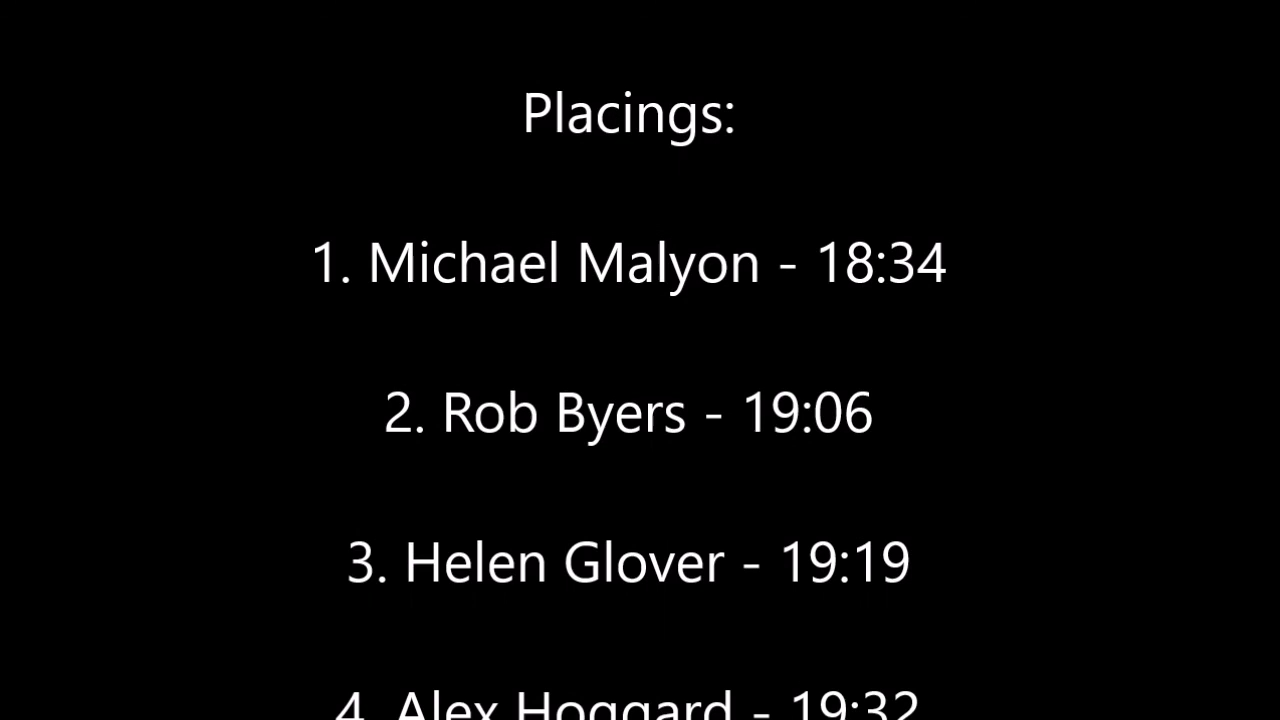 Placings:
1. Michael Malyon - 18:34
2. Rob Byers - 19:06
3. Helen Glover - 19:19
4. Alex Hoggard - 19:32